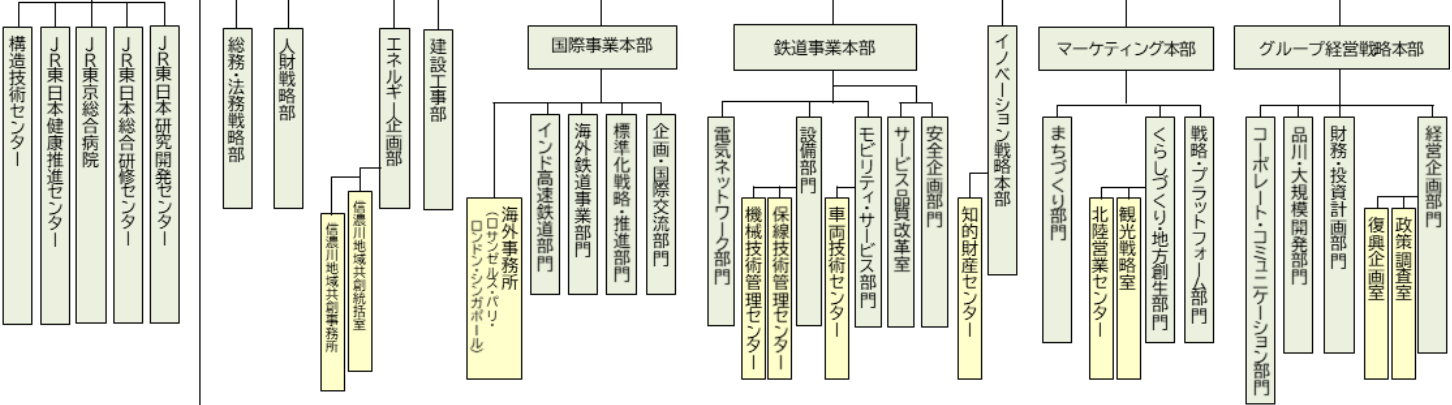 グループ経営戦略本部
経営企画部門
政策調査室
復興企画室
財務・投資計画部門
品川・大規模開発部門
コーポレート・コミュニケーション部門
マーケティング本部
戦略・プラットフォーム部門
くらしづくり・地方創生部門
観光戦略室
北陸営業センター
まちづくり部門
イノベーション戦略本部
知的財産センター
鉄道事業本部
安全企画部門
サービス品質改革室
モビリティ・サービス部門
車両技術センター
設備部門
保線技術管理センター
機械技術管理センター
電気ネットワーク部門
国際事業本部
企画・国際交流部門
標準化戦略・推進部門
海外鉄道事業部門
インド高速鉄道部門
海外事務所
（ロサンゼルス・パリ・
ロンドン・シンガポール）
建設工事部
エネルギー企画部
信濃川地域共創統括室
信濃川地域共創事務所
人財戦略部
総務・法務戦略部
ＪＲ東日本研究開発センター
ＪＲ東日本総合研修センター
ＪＲ東京総合病院
ＪＲ東日本健康推進センター
構造技術センター